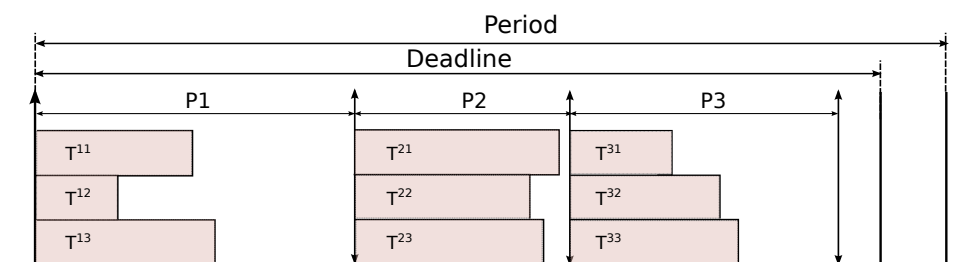 Period
Deadline
P1 P2 P3
T¹¹ T²¹ T³¹
T¹² T²² T³²
T¹³ T²³ T³³